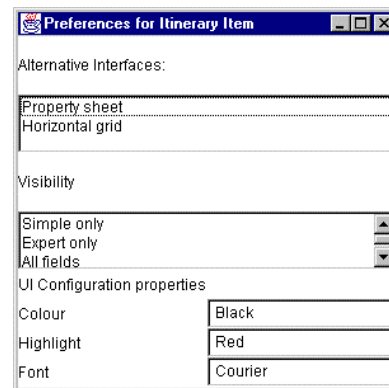 Preferences for Itinerary Item
Alternative Interfaces:
Property sheet
Horizontal grid
Visibility
Simple only
Expert only
All fields
UI Configuration properties
Colour Black
Highlight Red
Font Courier